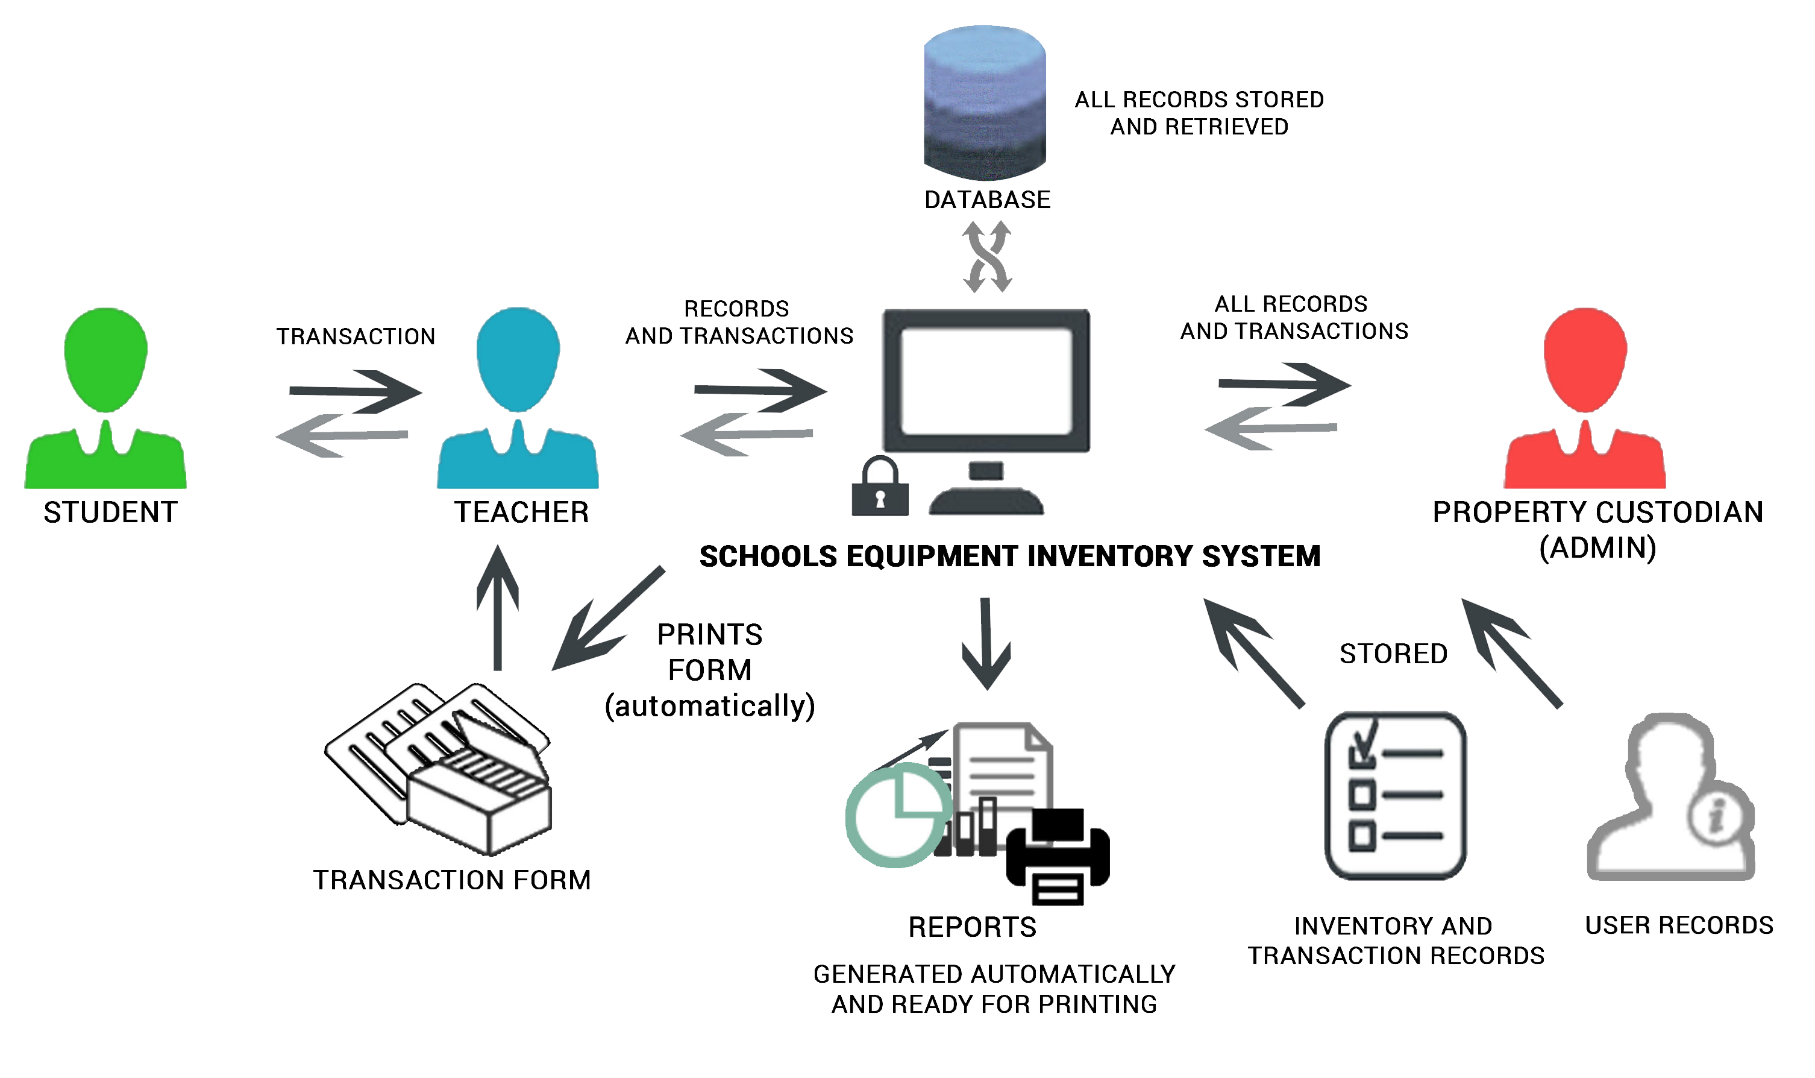 ALL RECORDS STORED
AND RETRIEVED
DATABASE
TRANSACTION
RECORDS
AND TRANSACTIONS
ALL RECORDS
AND TRANSACTIONS
STUDENT
TEACHER
PROPERTY CUSTODIAN
(ADMIN)
SCHOOLS EQUIPMENT INVENTORY SYSTEM
PRINTS
FORM
(automatically)
STORED
i
TRANSACTION FORM
REPORTS
GENERATED AUTOMATICALLY
AND READY FOR PRINTING
INVENTORY AND
TRANSACTION RECORDS
USER RECORDS